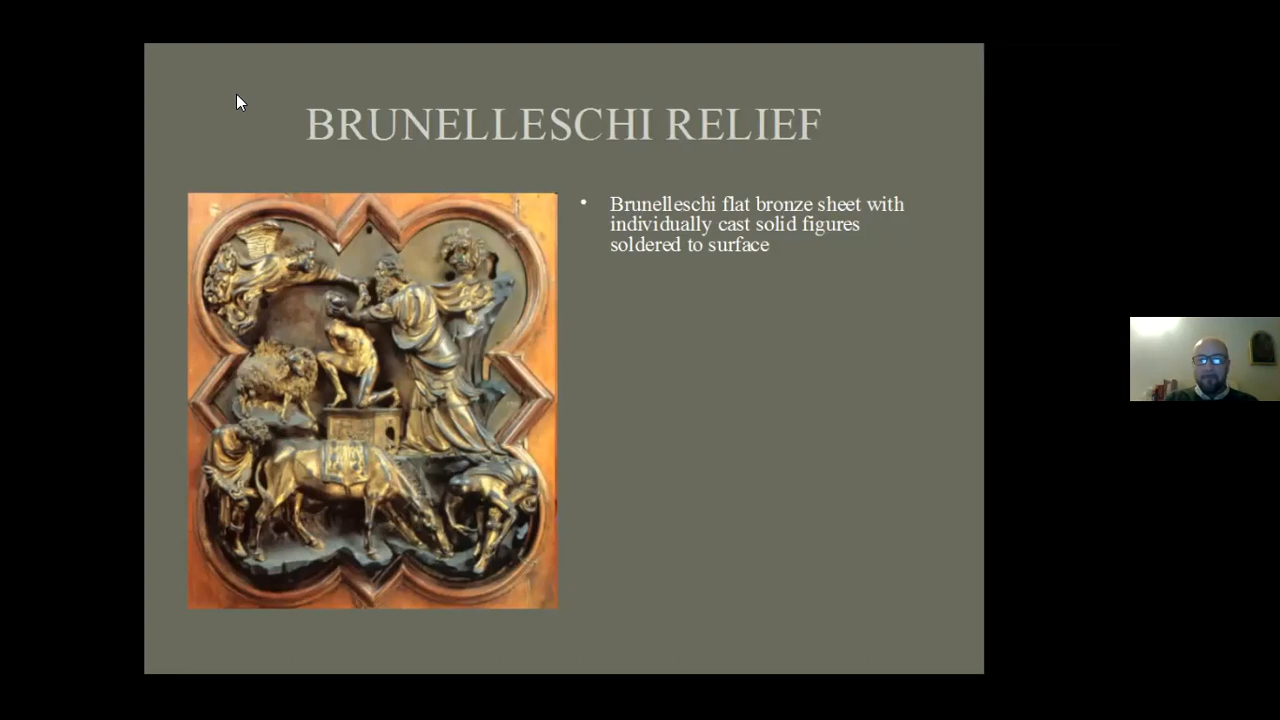 BRUNELLESCHI RELIEF
• Brunelleschi flat bronze sheet with
individually cast solid figures
soldered to surface